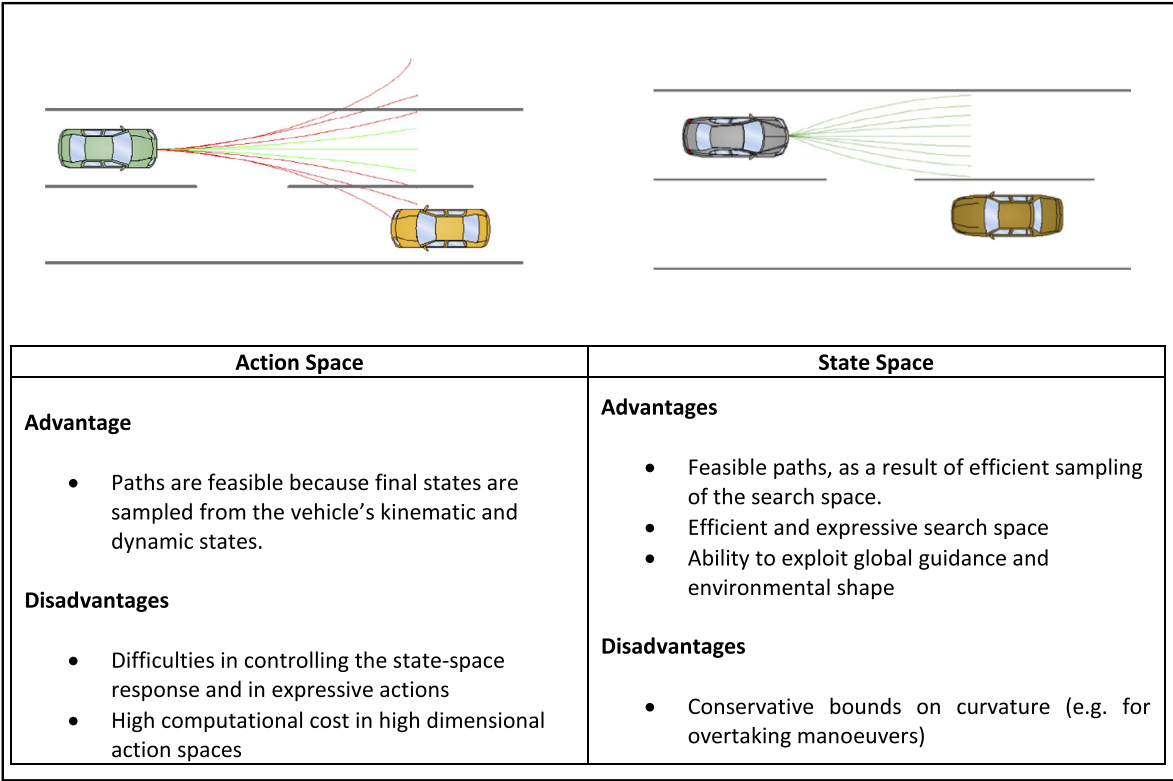 Action Space
State Space
Advantage
• Paths are feasible because final states are
sampled from the vehicle’s kinematic and
dynamic states.
Disadvantages
• Difficulties in controlling the state-space
response and in expressive actions
• High computational cost in high dimensional
action spaces
Advantages
• Feasible paths, as a result of efficient sampling
of the search space.
• Efficient and expressive search space
• Ability to exploit global guidance and
environmental shape
Disadvantages
• Conservative bounds on curvature (e.g. for
overtaking manoeuvers)